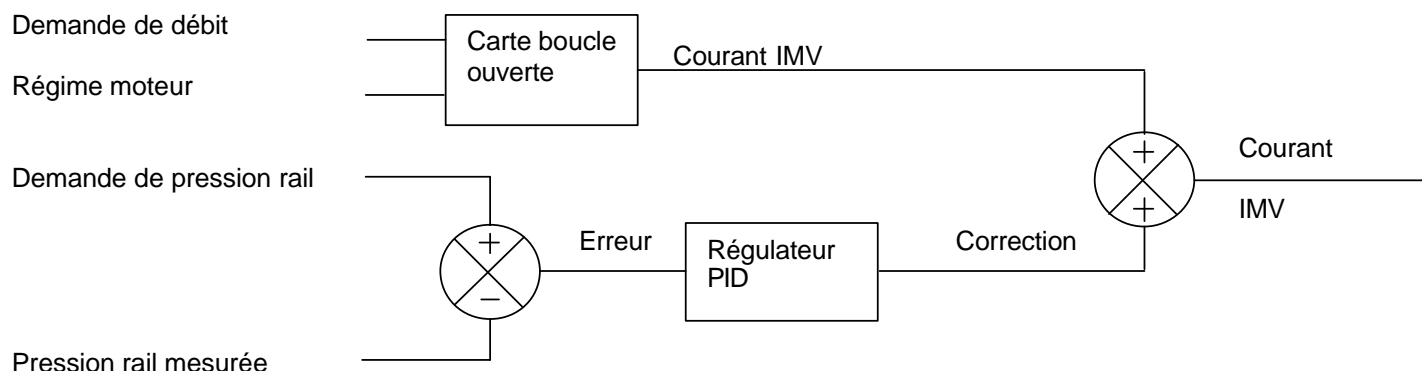 Demande de débit
Régime moteur
Carte boucle
ouverte
Courant IMV
+
+
Courant
IMV
Demande de pression rail
+
−
Erreur
Régulateur
PID
Correction
Pression rail mesurée